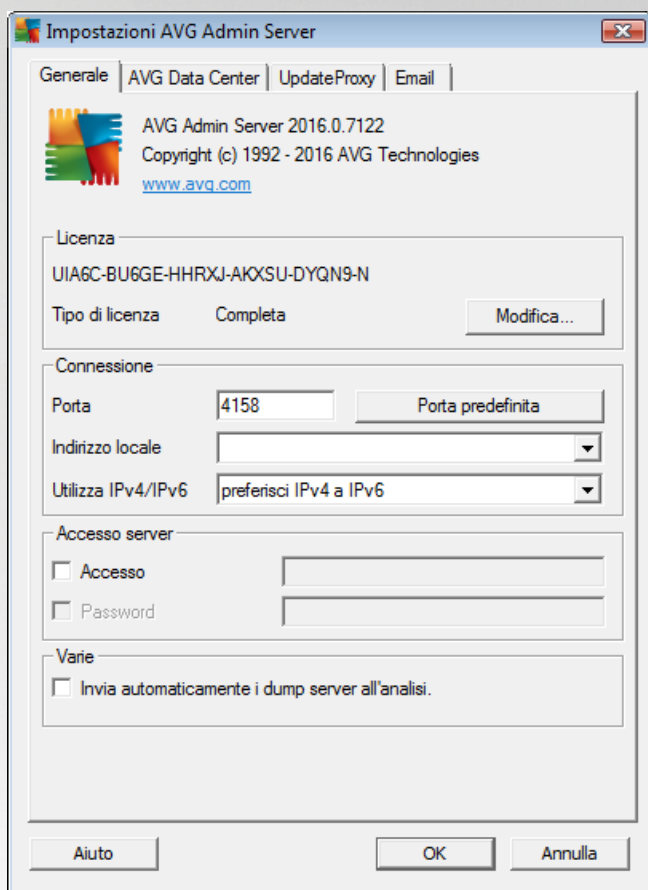 Impostazioni AVG Admin Server
Generale AVG Data Center UpdateProxy Email
AVG Admin Server 2016.0.7122
Copyright (c) 1992 - 2016 AVG Technologies
www.avg.com
Licenza
UIA6C-BU6GE-HHRXJ-AKXSU-DYQN9-N
Tipo di licenza Completa Modifica...
Connessione
Porta 4158 Porta predefinita
Indirizzo locale
Utilizza IPv4/IPv6 preferisci IPv4 a IPv6
Accesso server
Accesso
Password
Varie
Invia automaticamente i dump server all'analisi.
Aiuto OK Annulla